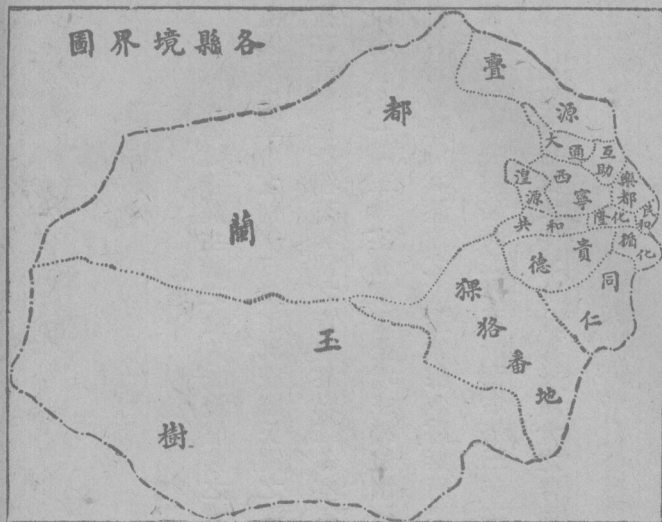 各縣境界圖
亹源
都蘭
大通
互助
湟源
西寧
樂都
民和
共和
化隆
循化
貴德
同仁
猓狢番地
玉樹